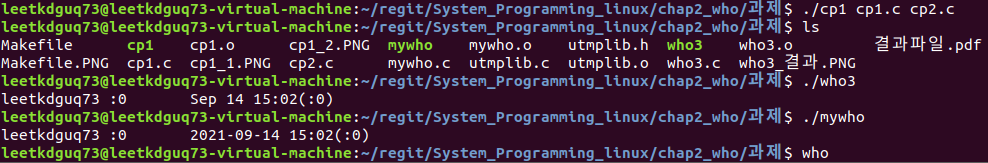 leetkdguq73@leetkdguq73-virtual-machine:~/regit/System_Programming_linux/chap2_who/과제$ ./cp1 cp1.c cp2.c
leetkdguq73@leetkdguq73-virtual-machine:~/regit/System_Programming_linux/chap2_who/과제$ ls
Makefile cp1 cp1.o cp1_2.PNG mywho mywho.o utmplib.h who3 who3.o 결과파일.pdf
Makefile.PNG cp1.c cp1_1.PNG cp2.c mywho.c utmplib.c utmplib.o who3.c who3_결과.PNG
leetkdguq73@leetkdguq73-virtual-machine:~/regit/System_Programming_linux/chap2_who/과제$ ./who3
leetkdguq73 :0 Sep 14 15:02(:0)
leetkdguq73@leetkdguq73-virtual-machine:~/regit/System_Programming_linux/chap2_who/과제$ ./mywho
leetkdguq73 :0 2021-09-14 15:02(:0)
leetkdguq73@leetkdguq73-virtual-machine:~/regit/System_Programming_linux/chap2_who/과제$ who